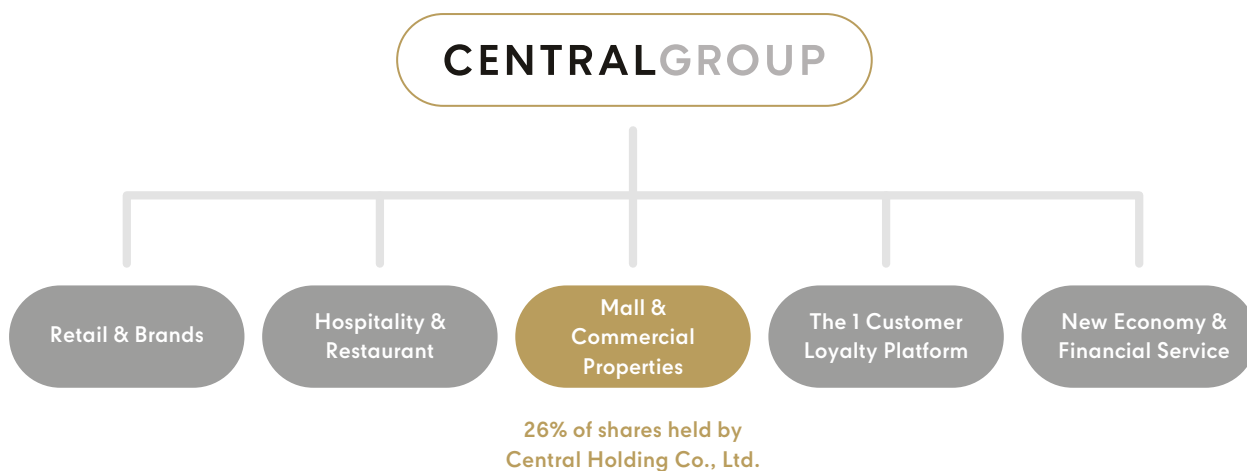 CENTRALGROUP
Retail & Brands
Hospitality &
Restaurant
Mall &
Commercial
Properties
The 1 Customer
Loyalty Platform
New Economy &
Financial Service
26% of shares held by
Central Holding Co., Ltd.